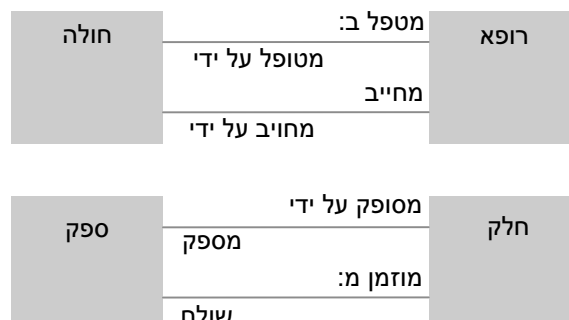 מטפל ב:
רופא
חולה
מטופל על ידי
מחייב
מחויב על ידי
מסופק על ידי
חלק
ספק
מספק
מוזמן מ:
שולח